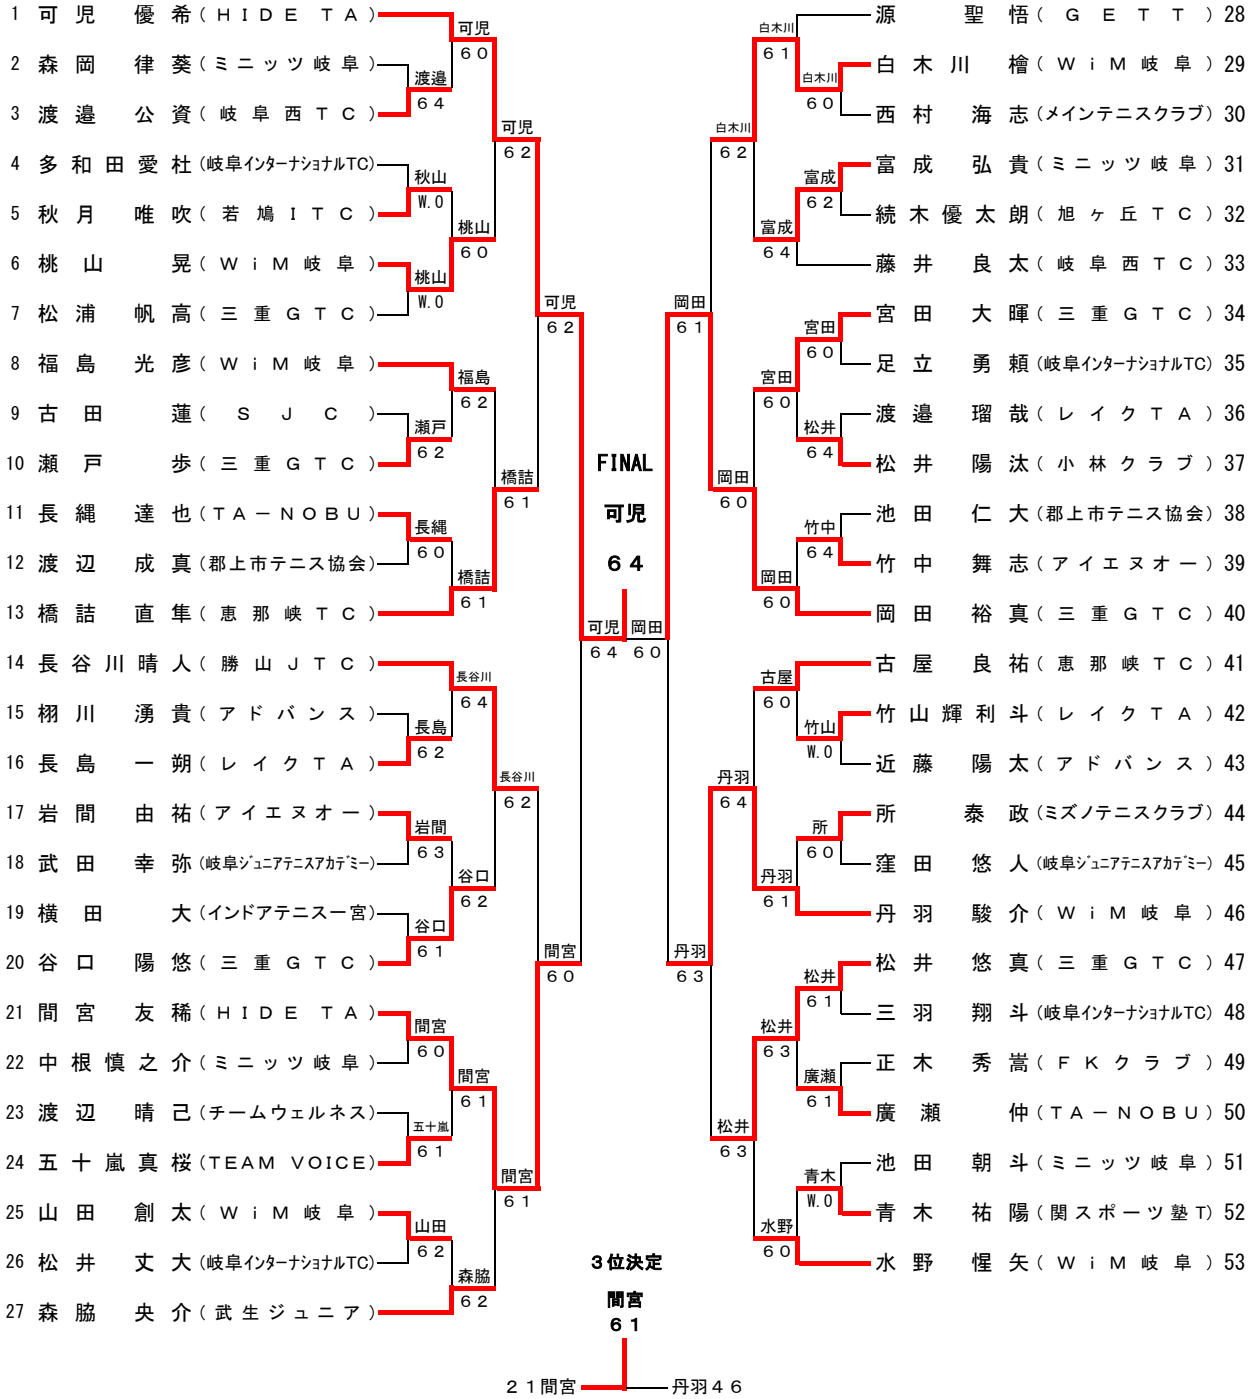 1 可児 優希(HIDE TA)
2 森岡 律葵(ミニッツ岐阜)
3 渡邉 公資(岐阜西TC)
4 多和田愛杜(岐阜インターナショナルTC)
5 秋月 唯吹(若鳩ITC)
6 桃山 晃(WiM岐阜)
7 松浦 帆高(三重GTC)
8 福島 光彦(WiM岐阜)
9 古田 蓮(SJC)
10 瀬戸 歩(三重GTC)
11 長縄 達也(TA-NOBU)
12 渡辺 成真(郡上市テニス協会)
13 橋詰 直隼(恵那峡TC)
14 長谷川晴人(勝山JTC)
15 栩川 湧貴(アドバンス)
16 長島 一朔(レイクTA)
17 岩間 由祐(アイエヌオー)
18 武田 幸弥(岐阜ジュニアテニスアカデミー)
19 横田 大(インドアテニス一宮)
20 谷口 陽悠(三重GTC)
21 間宮 友稀(HIDE TA)
22 中根慎之介(ミニッツ岐阜)
23 渡辺 晴己(チームウェルネス)
24 五十嵐真桜(TEAM VOICE)
25 山田 創太(WiM岐阜)
26 松井 丈大(岐阜インターナショナルTC)
27 森脇 央介(武生ジュニア)
渡邉
64
秋山
W.0
桃山
W.0
瀬戸
62
長縄
60
長島
62
岩間
63
谷口
61
間宮
60
五十嵐
61
山田
62
可児
60
桃山
60
福島
62
橋詰
61
長谷川
64
谷口
62
間宮
61
森脇
62
可児
62
橋詰
61
長谷川
62
間宮
61
可児
62
間宮
60
可児
64
FINAL
可児
64
岡田
60
岡田
61
丹羽
63
白木川
62
岡田
60
丹羽
64
松井
63
白木川
61
富成
64
宮田
60
岡田
60
古屋
60
丹羽
61
松井
63
水野
60
白木川
60
富成
62
宮田
60
松井
64
竹中
64
竹山
W.0
所
60
松井
61
廣瀬
61
青木
W.0
源 聖悟(GETT) 28
白木川 檜(WiM岐阜) 29
西村 海志(メインテニスクラブ) 30
富成 弘貴(ミニッツ岐阜) 31
続木優太朗(旭ヶ丘TC) 32
藤井 良太(岐阜西TC) 33
宮田 大暉(三重GTC) 34
足立 勇頼(岐阜インターナショナルTC) 35
渡邉 瑠哉(レイクTA) 36
松井 陽汰(小林クラブ) 37
池田 仁大(郡上市テニス協会) 38
竹中 舞志(アイエヌオー) 39
岡田 裕真(三重GTC) 40
古屋 良祐(恵那峡TC) 41
竹山輝利斗(レイクTA) 42
近藤 陽太(アドバンス) 43
所 泰政(ミズノテニスクラブ) 44
窪田 悠人(岐阜ジュニアテニスアカデミー) 45
丹羽 駿介(WiM岐阜) 46
松井 悠真(三重GTC) 47
三羽 翔斗(岐阜インターナショナルTC) 48
正木 秀嵩(FKクラブ) 49
廣瀬 仲(TA-NOBU) 50
池田 朝斗(ミニッツ岐阜) 51
青木 祐陽(関スポーツ塾T) 52
水野 惺矢(WiM岐阜) 53
3位決定
間宮
61
21間宮 丹羽46